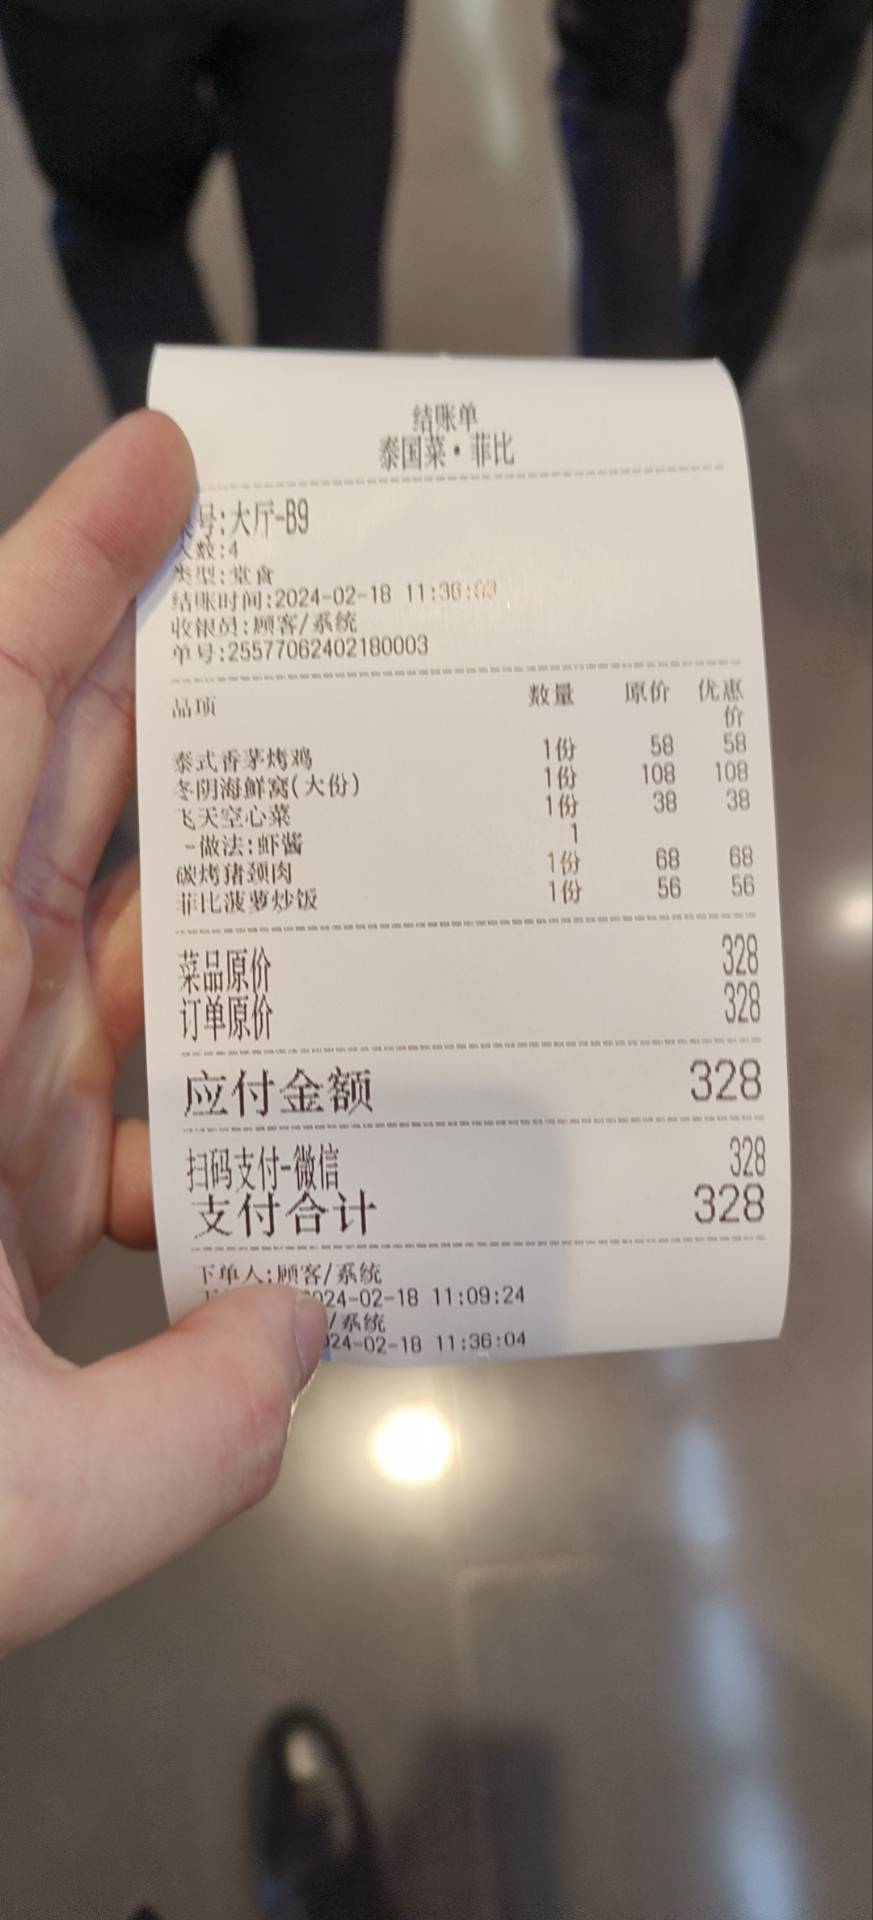 结账单
泰国菜·菲比
号:大厅-B9
人数:4
类型:堂食
结账时间:2024-02-18 11:36:03
收银员:顾客/系统
单号:25577062402180003
品项 数量 原价 优惠价
泰式香茅烤鸡 1份 58 58
冬阴海鲜窝(大份) 1份 108 108
飞天空心菜 1份 38 38
-做法:虾酱 1
碳烤猪颈肉 1份 68 68
菲比菠萝炒饭 1份 56 56
菜品原价 328
订单原价 328
应付金额 328
扫码支付-微信 328
支付合计 328
下单人:顾客/系统
024-02-18 11:09:24
/系统
24-02-18 11:36:04